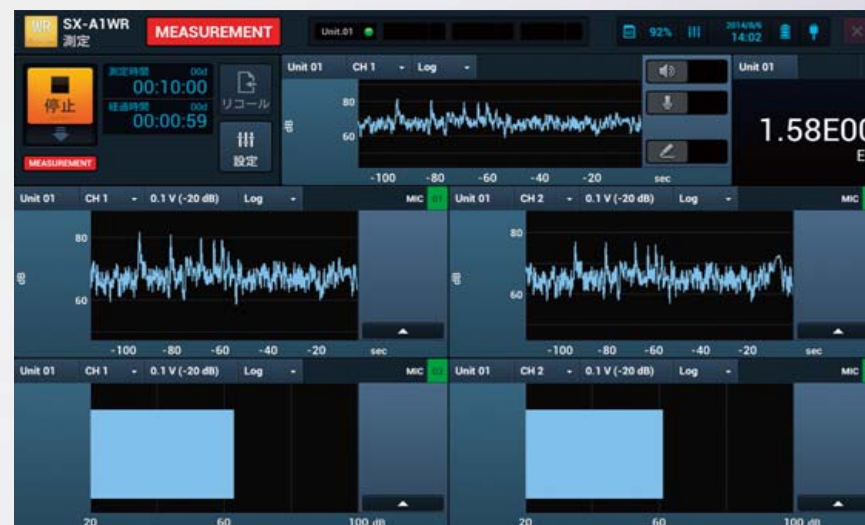 WR SX-A1WR
測定
MEASUREMENT
Unit.01
92%
2014/8/6
14:02
停止
MEASUREMENT
測定時間 00d
00:10:00
経過時間 00d
00:00:59
リコール
設定
Unit 01 CH 1 Log
dB
80
60
-100 -80 -60 -40 -20 sec
Unit 01
1.58E00
E
Unit 01 CH 1 0.1 V (-20 dB) Log MIC 01
dB
80
60
-100 -80 -60 -40 -20 sec
Unit 01 CH 2 0.1 V (-20 dB) Log MIC
dB
80
60
-100 -80 -60 -40 -20 sec
Unit 01 CH 1 0.1 V (-20 dB) Log MIC
20 60 100 dB
Unit 01 CH 2 0.1 V (-20 dB) Log MIC
20 60 100 dB